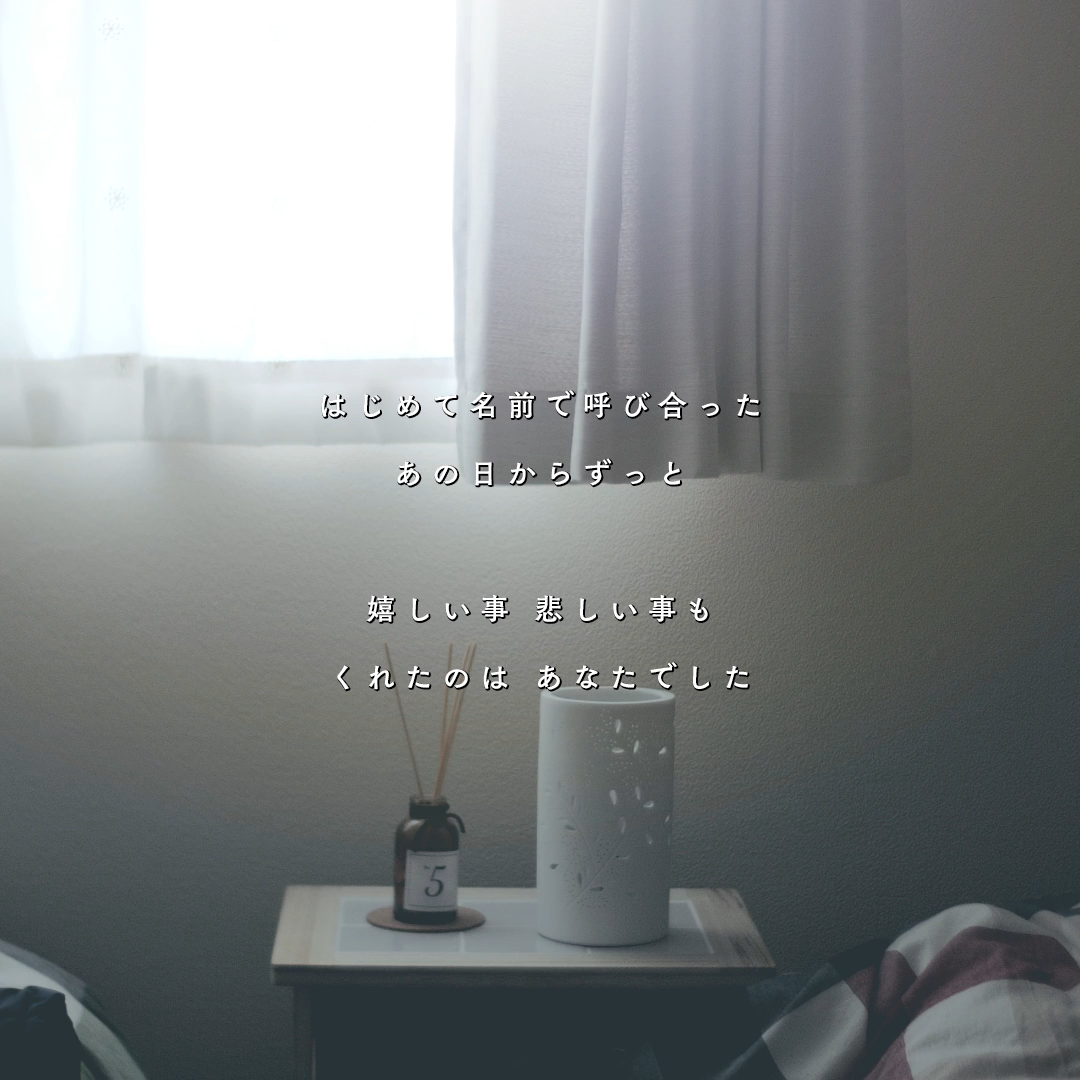 はじめて名前で呼び合った
あの日からずっと
嬉しい事 悲しい事も
くれたのは あなたでした
5